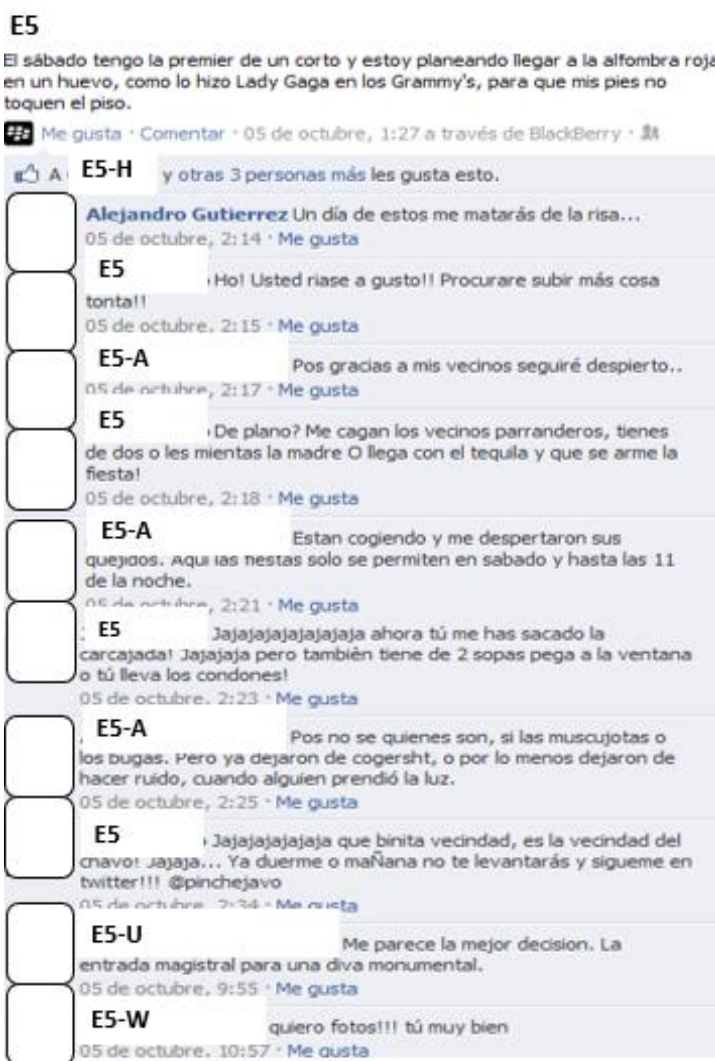 E5
El sábado tengo la premier de un corto y estoy planeando llegar a la alfombra roja
en un huevo, como lo hizo Lady Gaga en los Grammy's, para que mis pies no
toquen el piso.
Me gusta · Comentar · 05 de octubre, 1:27 a través de BlackBerry ·
A E5-H y otras 3 personas más les gusta esto.
Alejandro Gutierrez Un día de estos me matarás de la risa...
05 de octubre, 2:14 · Me gusta
E5 Ho! Usted riase a gusto!! Procurare subir más cosa
tonta!!
05 de octubre, 2:15 · Me gusta
E5-A Pos gracias a mis vecinos seguiré despierto..
05 de octubre, 2:17 · Me gusta
E5 De plano? Me cagan los vecinos parranderos, tienes
de dos o les mientas la madre O llega con el tequila y que se arme la
fiesta!
05 de octubre, 2:18 · Me gusta
E5-A Estan cogiendo y me despertaron sus
quejidos. Aqui las fiestas solo se permiten en sabado y hasta las 11
de la noche.
05 de octubre, 2:21 · Me gusta
E5 Jajajajajajajajaja ahora tú me has sacado la
carcajada! Jajajaja pero tambièn tiene de 2 sopas pega a la ventana
o tú lleva los condones!
05 de octubre, 2:23 · Me gusta
E5-A Pos no se quienes son, si las muscujotas o
los bugas. Pero ya dejaron de cogersht, o por lo menos dejaron de
hacer ruido, cuando alguien prendió la luz.
05 de octubre, 2:25 · Me gusta
E5 Jajajajajajaja que binita vecindad, es la vecindad del
chavo! Jajaja... Ya duerme o maÑana no te levantarás y sigueme en
twitter!!! @pinchejavo
05 de octubre, 2:34 · Me gusta
E5-U Me parece la mejor decision. La
entrada magistral para una diva monumental.
05 de octubre, 9:55 · Me gusta
E5-W quiero fotos!!! tú muy bien
05 de octubre, 10:57 · Me gusta